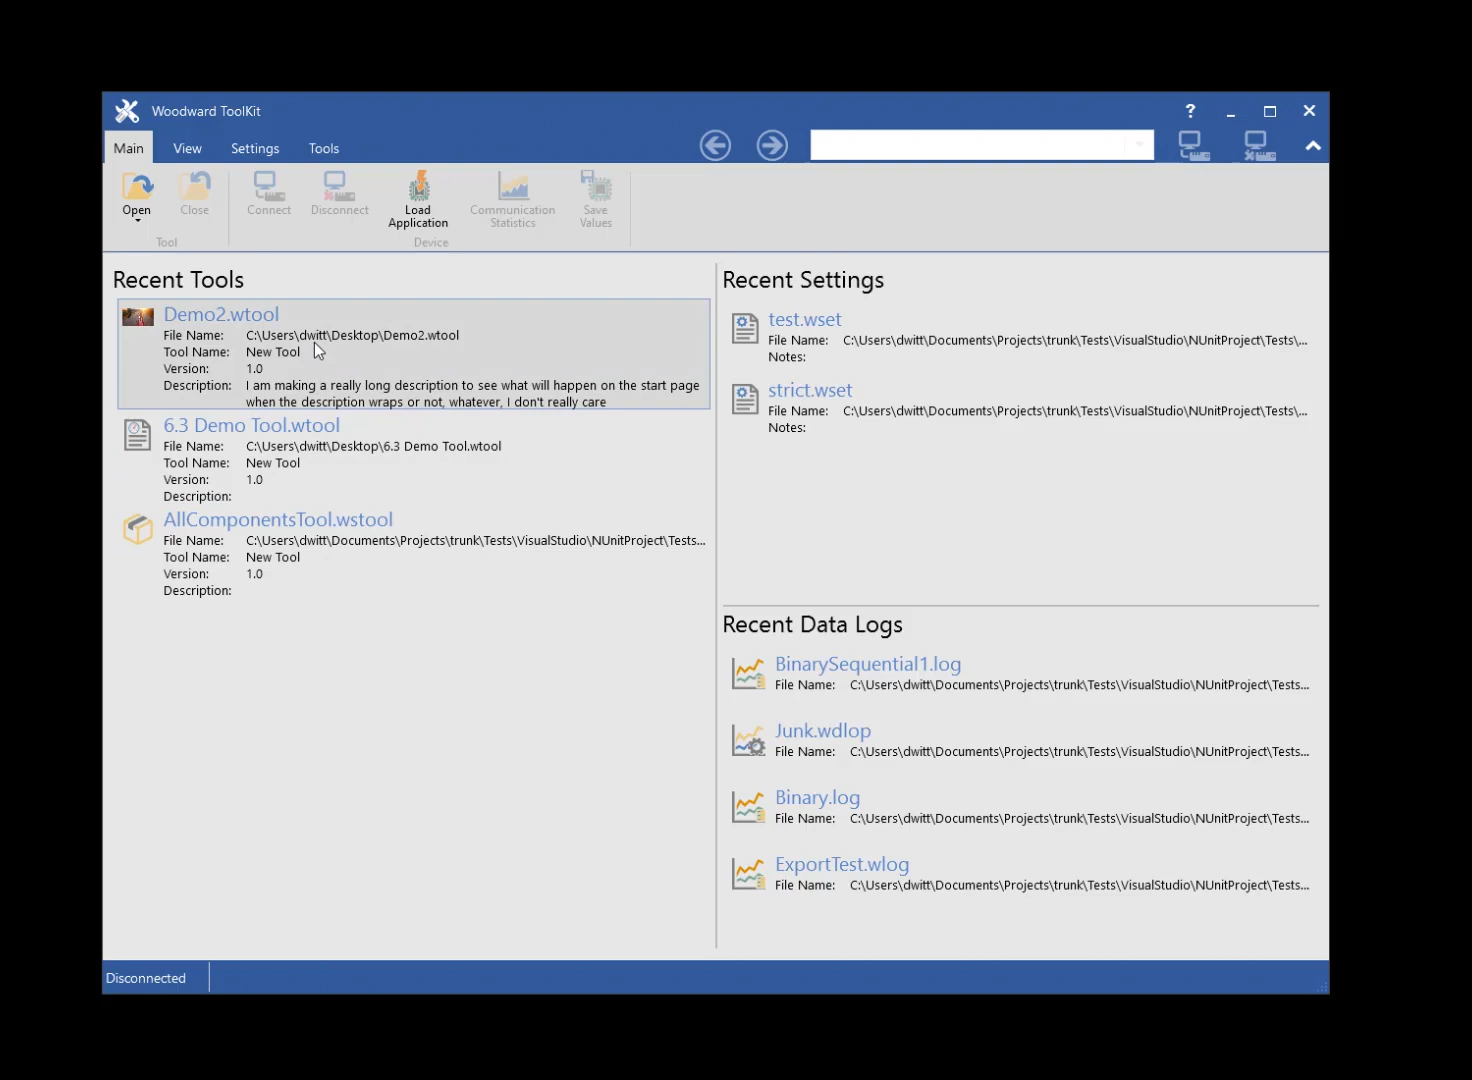 Woodward ToolKit
?
Main View Settings Tools
Open Close Connect Disconnect Load Application Communication Statistics Save Values
Tool Device
Recent Tools
Demo2.wtool
File Name: C:\Users\dwitt\Desktop\Demo2.wtool
Tool Name: New Tool
Version: 1.0
Description: I am making a really long description to see what will happen on the start page
when the description wraps or not, whatever, I don't really care
6.3 Demo Tool.wtool
File Name: C:\Users\dwitt\Desktop\6.3 Demo Tool.wtool
Tool Name: New Tool
Version: 1.0
Description:
AllComponentsTool.wstool
File Name: C:\Users\dwitt\Documents\Projects\trunk\Tests\VisualStudio\NUnitProject\Tests...
Tool Name: New Tool
Version: 1.0
Description:
Recent Settings
test.wset
File Name: C:\Users\dwitt\Documents\Projects\trunk\Tests\VisualStudio\NUnitProject\Tests\...
Notes:
strict.wset
File Name: C:\Users\dwitt\Documents\Projects\trunk\Tests\VisualStudio\NUnitProject\Tests\...
Notes:
Recent Data Logs
BinarySequential1.log
File Name: C:\Users\dwitt\Documents\Projects\trunk\Tests\VisualStudio\NUnitProject\Tests...
Junk.wdlop
File Name: C:\Users\dwitt\Documents\Projects\trunk\Tests\VisualStudio\NUnitProject\Tests...
Binary.log
File Name: C:\Users\dwitt\Documents\Projects\trunk\Tests\VisualStudio\NUnitProject\Tests...
ExportTest.wlog
File Name: C:\Users\dwitt\Documents\Projects\trunk\Tests\VisualStudio\NUnitProject\Tests...
Disconnected